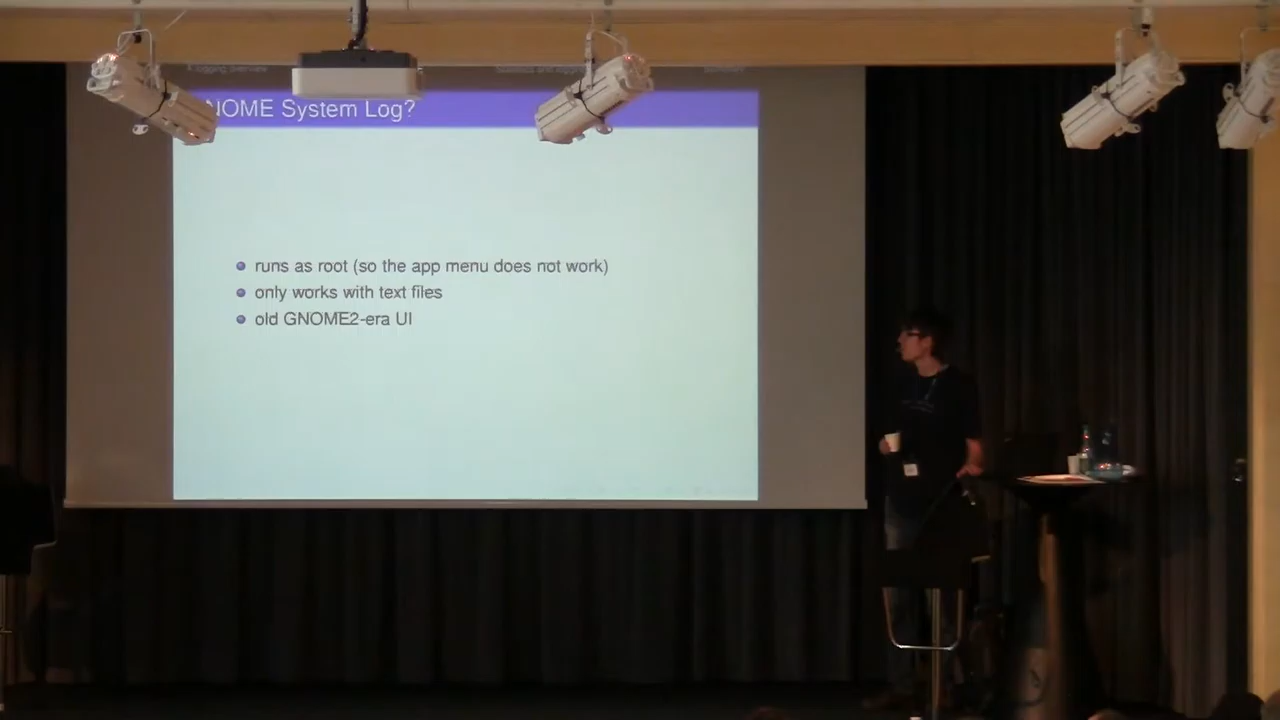 NOME System Log?
runs as root (so the app menu does not work)
only works with text files
old GNOME2-era UI